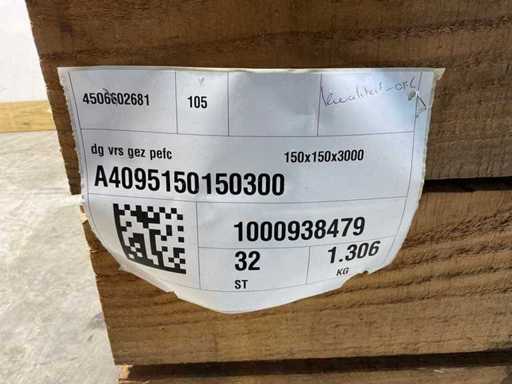 4506602681 105
dg vrs gez pefc 150x150x3000
A4095150150300
1000938479
32 1.306
ST KG